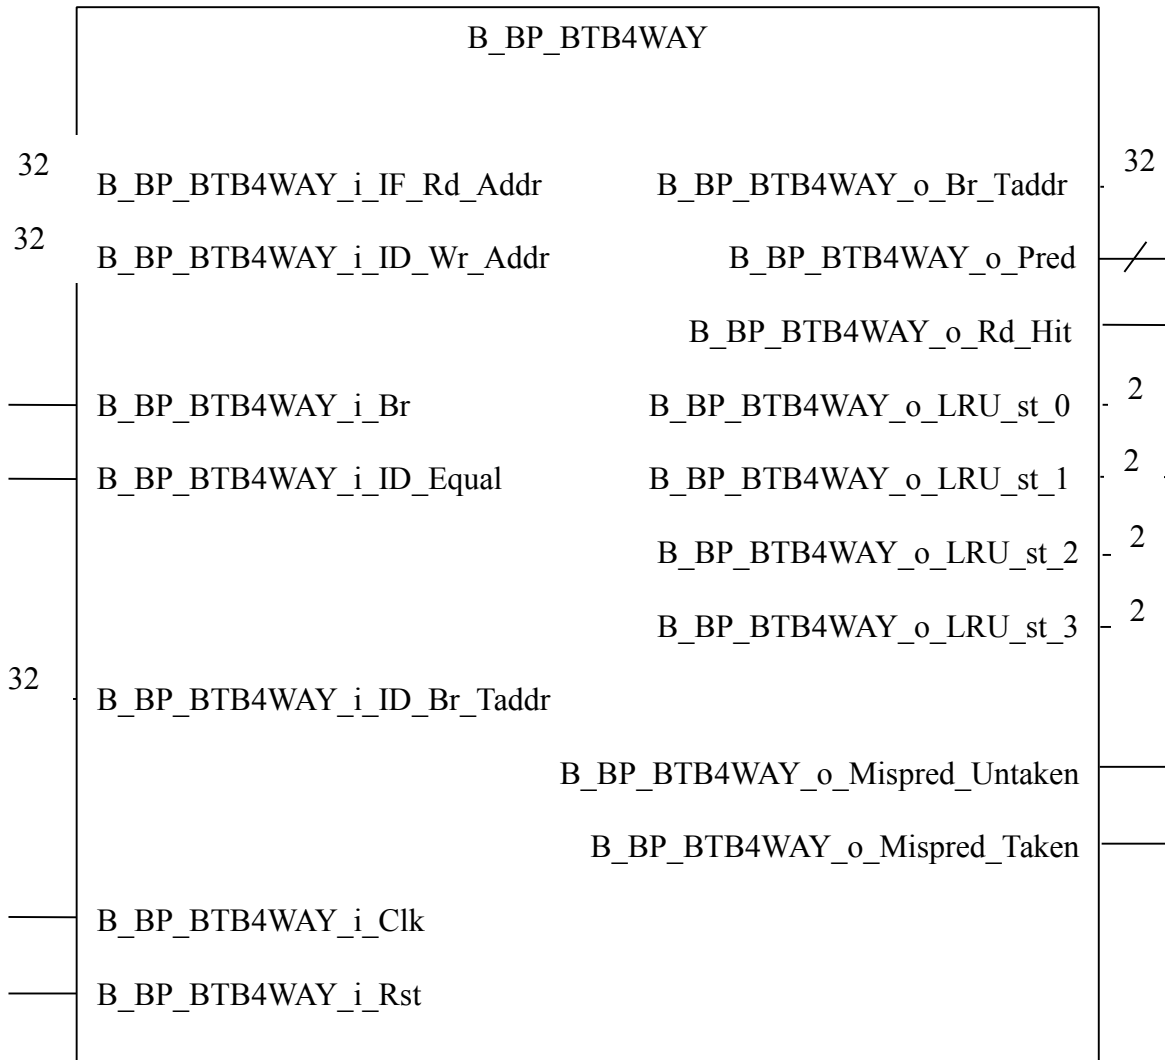 B_BP_BTB4WAY
32 B_BP_BTB4WAY_i_IF_Rd_Addr B_BP_BTB4WAY_o_Br_Taddr 32
32 B_BP_BTB4WAY_i_ID_Wr_Addr B_BP_BTB4WAY_o_Pred
B_BP_BTB4WAY_o_Rd_Hit
B_BP_BTB4WAY_i_Br B_BP_BTB4WAY_o_LRU_st_0 2
B_BP_BTB4WAY_i_ID_Equal B_BP_BTB4WAY_o_LRU_st_1 2
B_BP_BTB4WAY_o_LRU_st_2 2
B_BP_BTB4WAY_o_LRU_st_3 2
32 B_BP_BTB4WAY_i_ID_Br_Taddr
B_BP_BTB4WAY_o_Mispred_Untaken
B_BP_BTB4WAY_o_Mispred_Taken
B_BP_BTB4WAY_i_Clk
B_BP_BTB4WAY_i_Rst